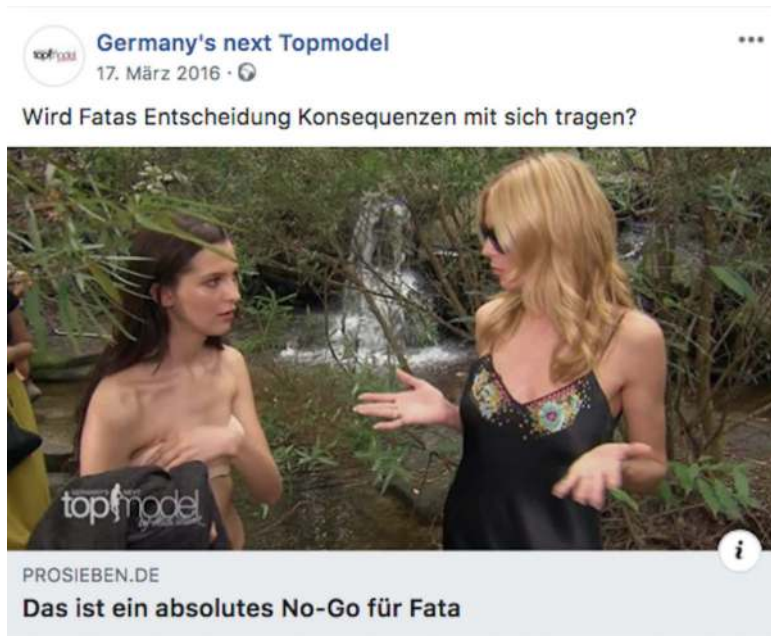 Germany's next Topmodel
17. März 2016
Wird Fatas Entscheidung Konsequenzen mit sich tragen?
topmodel
i
PROSIEBEN.DE
Das ist ein absolutes No-Go für Fata